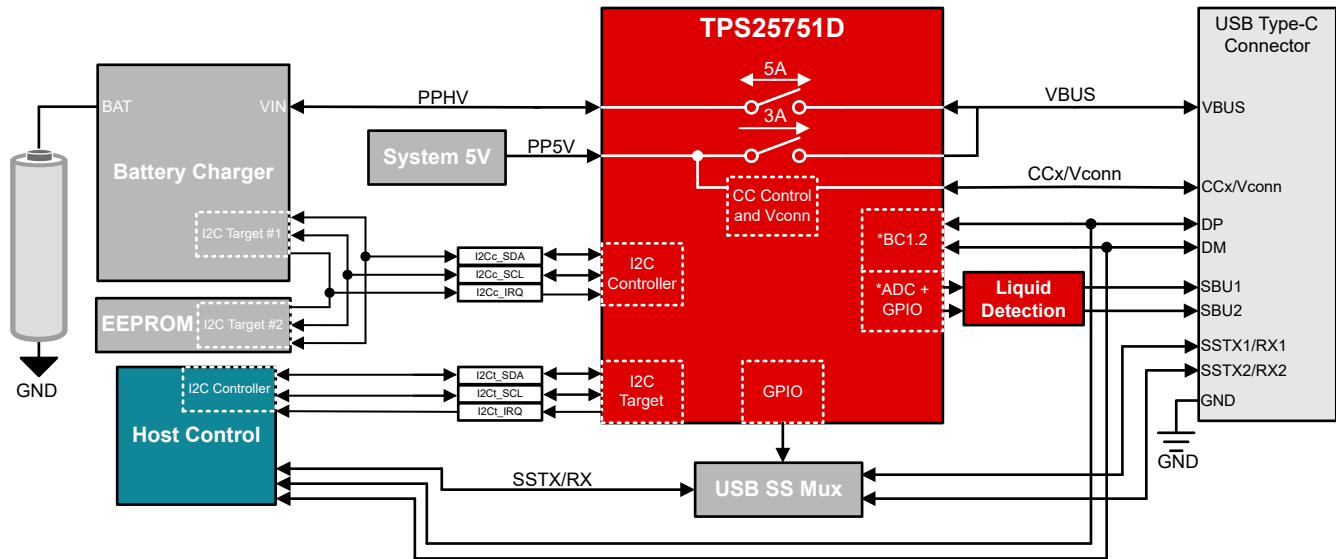 TPS25751D
USB Type-C
Connector
5A
BAT
VIN
PPHV
VBUS
VBUS
3A
System 5V
PP5V
Battery Charger
CC Control
and Vconn
CCx/Vconn
CCx/Vconn
I2C Target #1
*BC1.2
DP
DM
I2Cc_SDA
I2Cc_SCL
I2Cc_IRQ
I2C
Controller
*ADC +
GPIO
Liquid
Detection
SBU1
SBU2
EEPROM
I2C Target #2
GND
SSTX1/RX1
SSTX2/RX2
GND
I2C Controller
I2Ct_SDA
I2Ct_SCL
I2Ct_IRQ
I2C
Target
GPIO
Host Control
GND
SSTX/RX
USB SS Mux